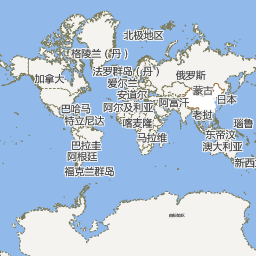 北极地区
格陵兰（丹）
法罗群岛（丹）
俄罗斯
加拿大
爱尔兰
蒙古
安道尔
日本
巴哈马
阿尔及利亚
阿富汗
特立尼达
喀麦隆
老挝
瑙鲁
马拉维
东帝汶
巴拉圭
澳大利亚
阿根廷
新西
福克兰群岛